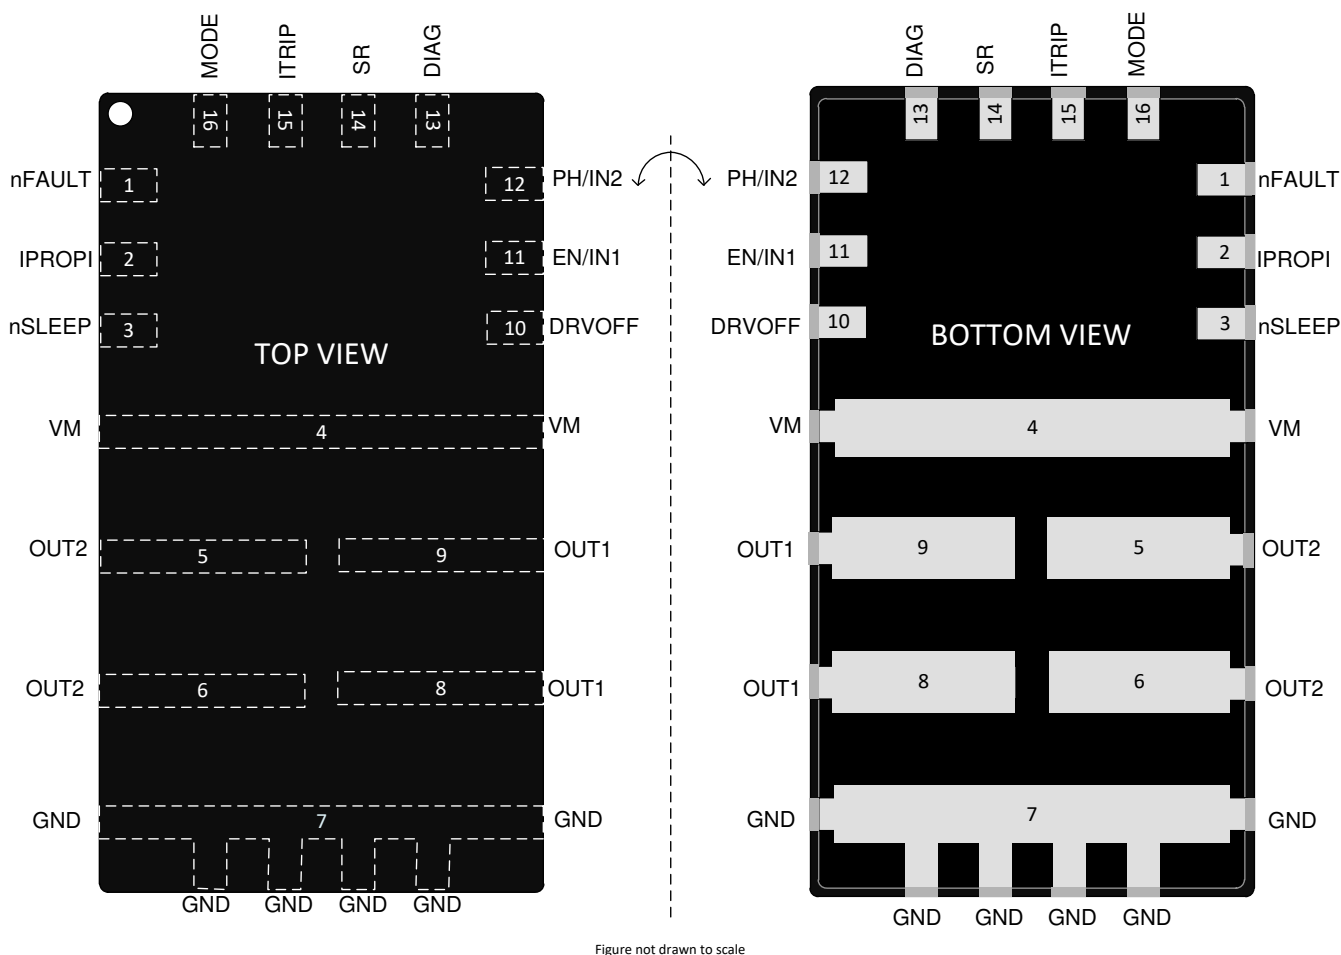 MODE ITRIP SR DIAG
16 15 14 13
nFAULT 1 12 PH/IN2
IPROPI 2 11 EN/IN1
nSLEEP 3 10 DRVOFF
TOP VIEW
VM 4 VM
OUT2 5 9 OUT1
OUT2 6 8 OUT1
GND 7 GND
GND GND GND GND
DIAG SR ITRIP MODE
13 14 15 16
PH/IN2 12 1 nFAULT
EN/IN1 11 2 IPROPI
DRVOFF 10 3 nSLEEP
BOTTOM VIEW
VM 4 VM
OUT1 9 5 OUT2
OUT1 8 6 OUT2
GND 7 GND
GND GND GND GND
Figure not drawn to scale